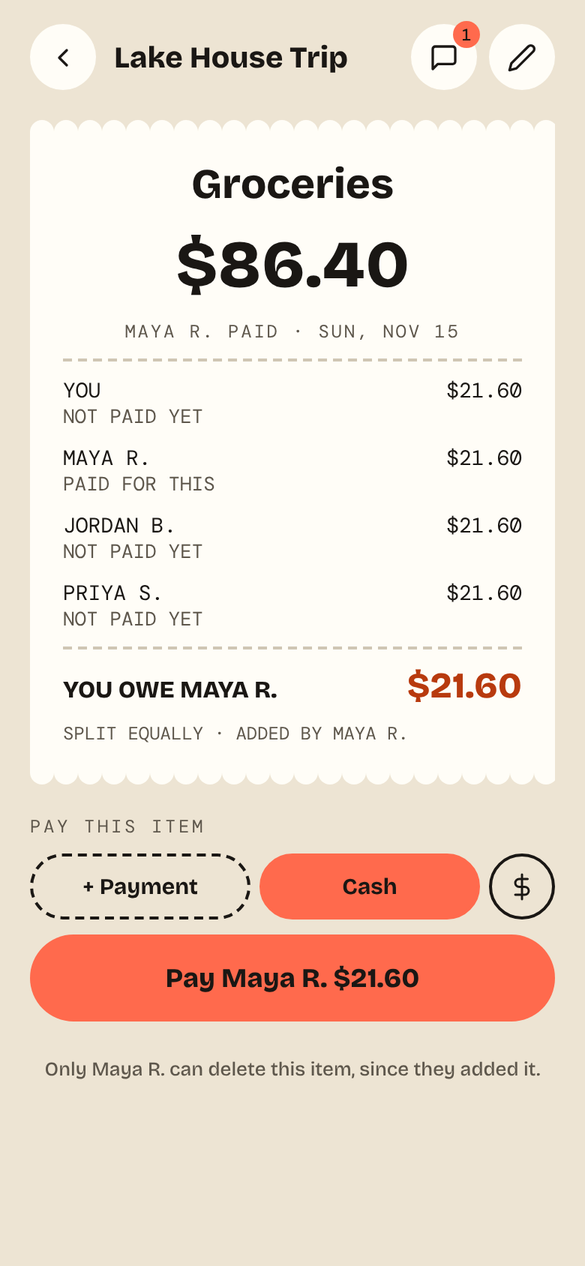 Lake House Trip
1
Groceries
$86.40
MAYA R. PAID · SUN, NOV 15
YOU $21.60
NOT PAID YET
MAYA R. $21.60
PAID FOR THIS
JORDAN B. $21.60
NOT PAID YET
PRIYA S. $21.60
NOT PAID YET
YOU OWE MAYA R. $21.60
SPLIT EQUALLY · ADDED BY MAYA R.
PAY THIS ITEM
+ Payment Cash $
Pay Maya R. $21.60
Only Maya R. can delete this item, since they added it.